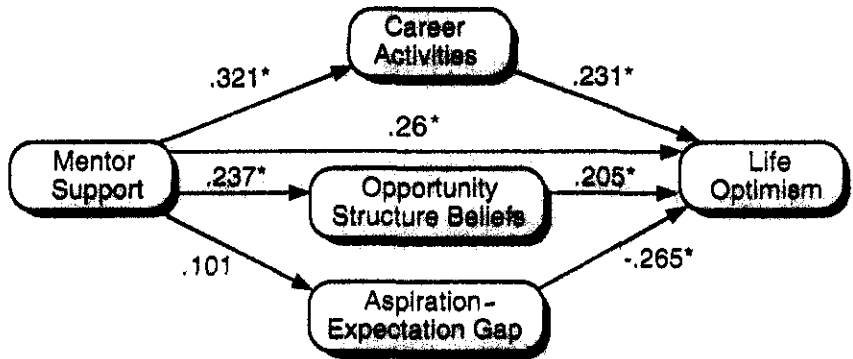 Career
Activities
.321*
.231*
.26*
Mentor
Support
Life
Optimism
.237*
Opportunity
Structure Beliefs
.205*
.101
-.265*
Aspiration-
Expectation Gap